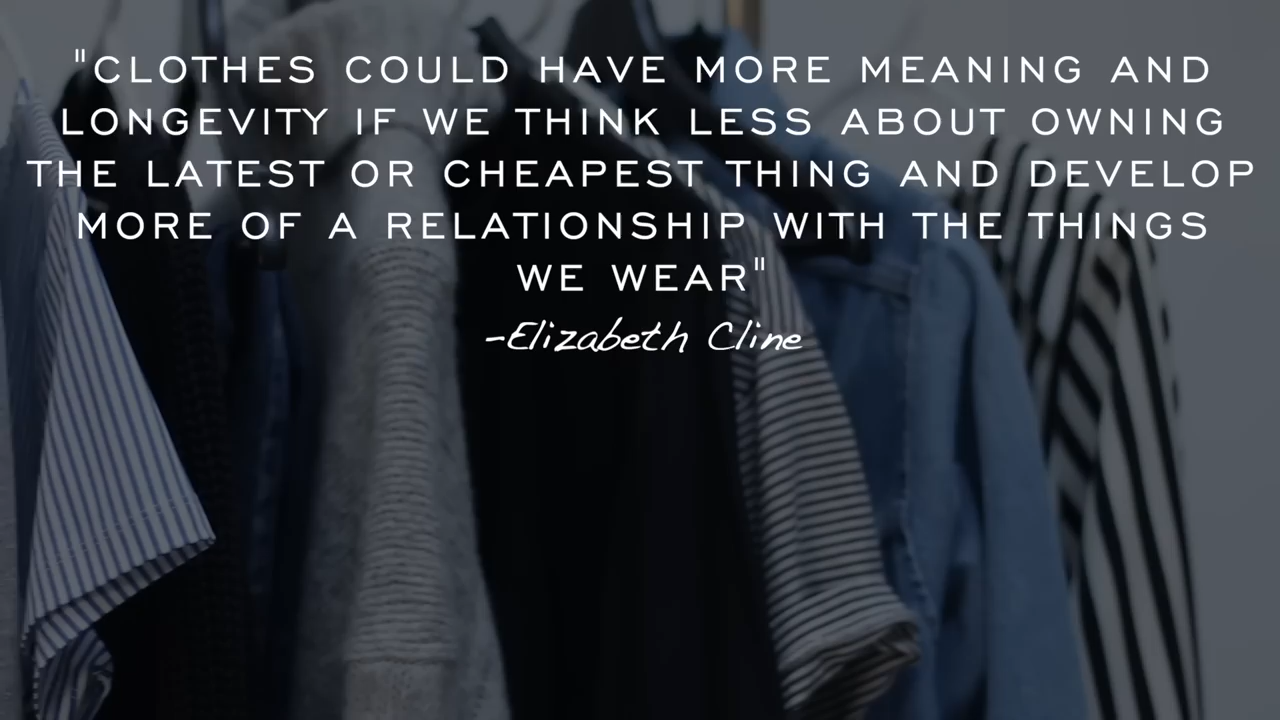 "CLOTHES COULD HAVE MORE MEANING AND
LONGEVITY IF WE THINK LESS ABOUT OWNING
THE LATEST OR CHEAPEST THING AND DEVELOP
MORE OF A RELATIONSHIP WITH THE THINGS
WE WEAR"
-Elizabeth Cline